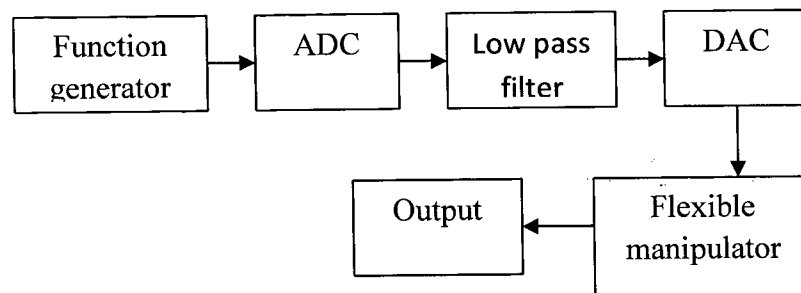 Function
generator
ADC
Low pass
filter
DAC
Output
Flexible
manipulator